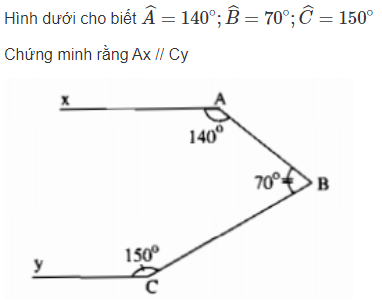 Hình dưới cho biết Â = 140°; B̂ = 70°; Ĉ = 150°
Chứng minh rằng Ax // Cy
x
A
140°
70°
B
150°
y
C